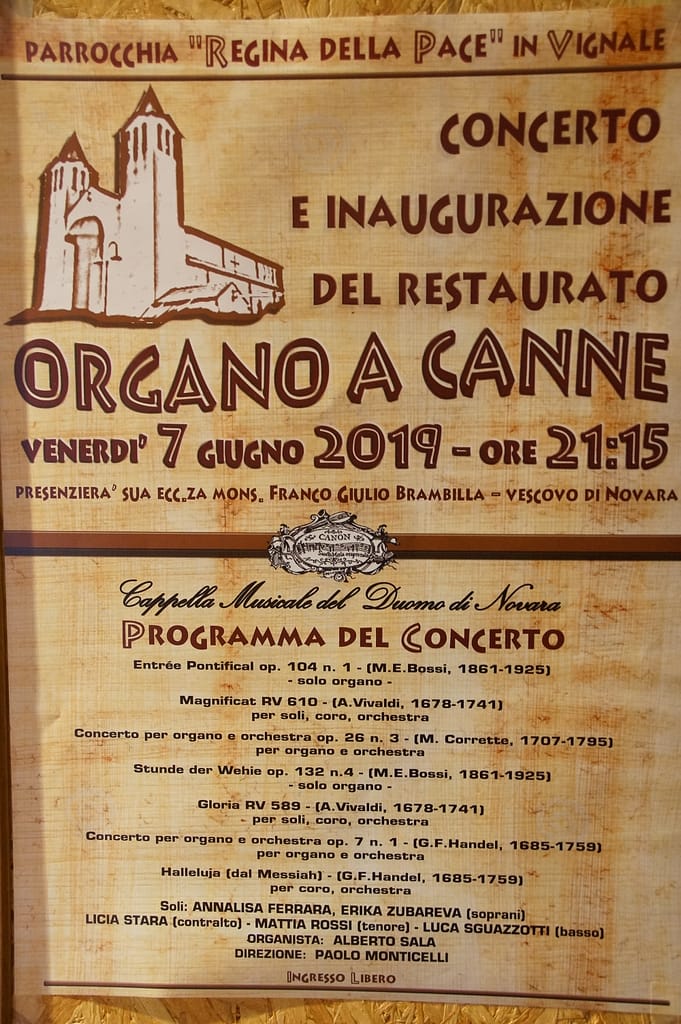 PARROCCHIA "REGINA DELLA PACE" IN VIGNALE
CONCERTO
E INAUGURAZIONE
DEL RESTAURATO
ORGANO A CANNE
VENERDI' 7 GIUGNO 2019 - ORE 21:15
PRESENZIERA' SUA ECC.ZA MONS. FRANCO GIULIO BRAMBILLA - VESCOVO DI NOVARA
CANON
Cappella Musicale del Duomo di Novara
PROGRAMMA DEL CONCERTO
Entrée Pontifical op. 104 n. 1 - (M.E.Bossi, 1861-1925)
- solo organo -
Magnificat RV 610 - (A.Vivaldi, 1678-1741)
per soli, coro, orchestra
Concerto per organo e orchestra op. 26 n. 3 - (M. Corrette, 1707-1795)
per organo e orchestra
Stunde der Wehie op. 132 n.4 - (M.E.Bossi, 1861-1925)
- solo organo -
Gloria RV 589 - (A.Vivaldi, 1678-1741)
per soli, coro, orchestra
Concerto per organo e orchestra op. 7 n. 1 - (G.F.Handel, 1685-1759)
per organo e orchestra
Halleluja (dal Messiah) - (G.F.Handel, 1685-1759)
per coro, orchestra
Soli: ANNALISA FERRARA, ERIKA ZUBAREVA (soprani)
LICIA STARA (contralto) - MATTIA ROSSI (tenore) - LUCA SGUAZZOTTI (basso)
ORGANISTA: ALBERTO SALA
DIREZIONE: PAOLO MONTICELLI
INGRESSO LIBERO